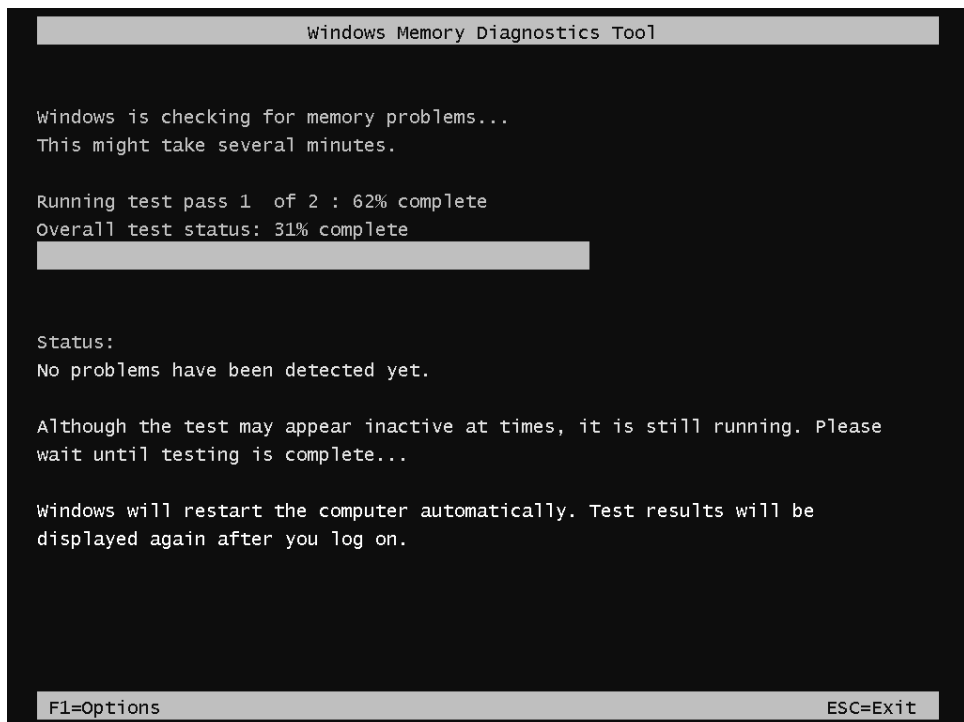 Windows Memory Diagnostics Tool
Windows is checking for memory problems...
This might take several minutes.
Running test pass 1  of 2 : 62% complete
Overall test status: 31% complete
Status:
No problems have been detected yet.
Although the test may appear inactive at times, it is still running. Please
wait until testing is complete...
Windows will restart the computer automatically. Test results will be
displayed again after you log on.
F1=Options ESC=Exit